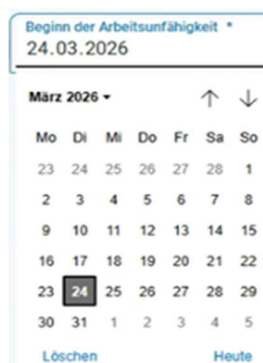 Beginn der Arbeitsunfähigkeit *
24.03.2026
März 2026
Mo Di Mi Do Fr Sa So
23 24 25 26 27 28 1
2 3 4 5 6 7 8
9 10 11 12 13 14 15
16 17 18 19 20 21 22
23 24 25 26 27 28 29
30 31 1 2 3 4 5
Löschen Heute